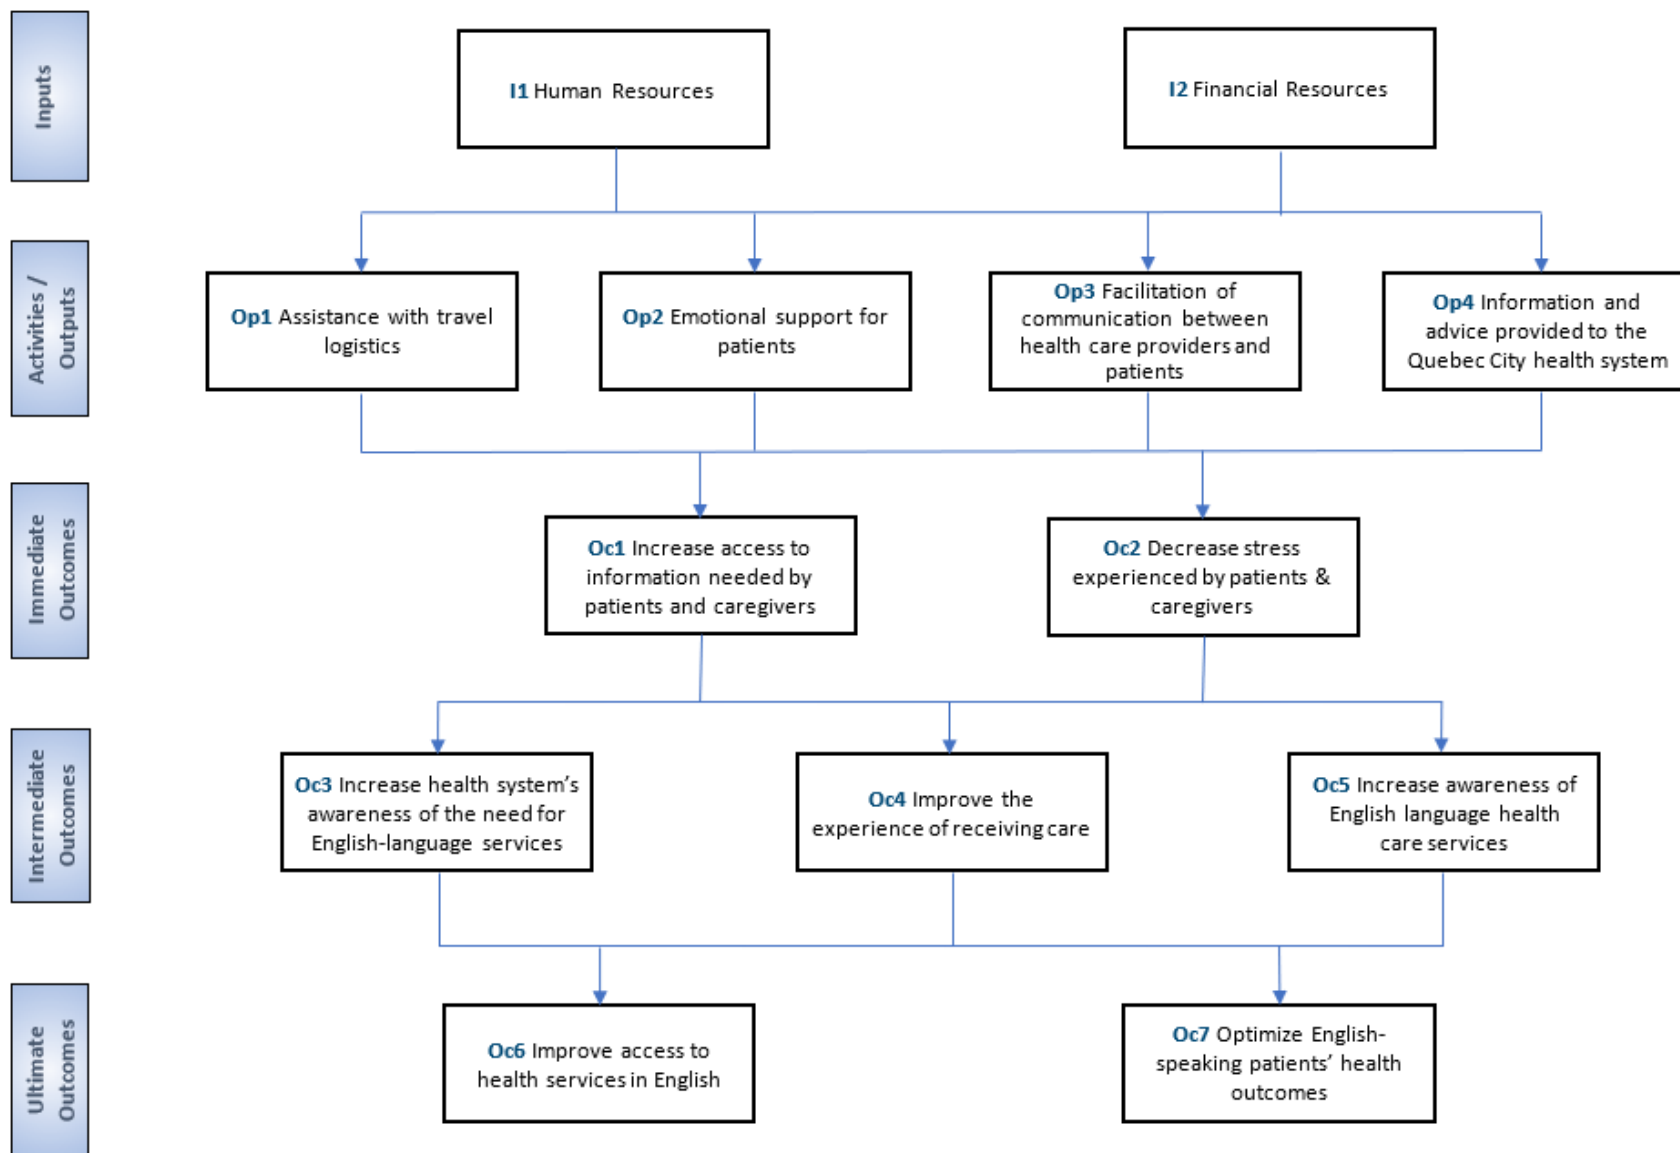 Inputs
I1 Human Resources
I2 Financial Resources
Activities /
Outputs
Op1 Assistance with travel
logistics
Op2 Emotional support for
patients
Op3 Facilitation of
communication between
health care providers and
patients
Op4 Information and
advice provided to the
Quebec City health system
Immediate
Outcomes
Oc1 Increase access to
information needed by
patients and caregivers
Oc2 Decrease stress
experienced by patients &
caregivers
Intermediate
Outcomes
Oc3 Increase health system’s
awareness of the need for
English-language services
Oc4 Improve the
experience of receiving care
Oc5 Increase awareness of
English language health
care services
Ultimate
Outcomes
Oc6 Improve access to
health services in English
Oc7 Optimize English-
speaking patients’ health
outcomes